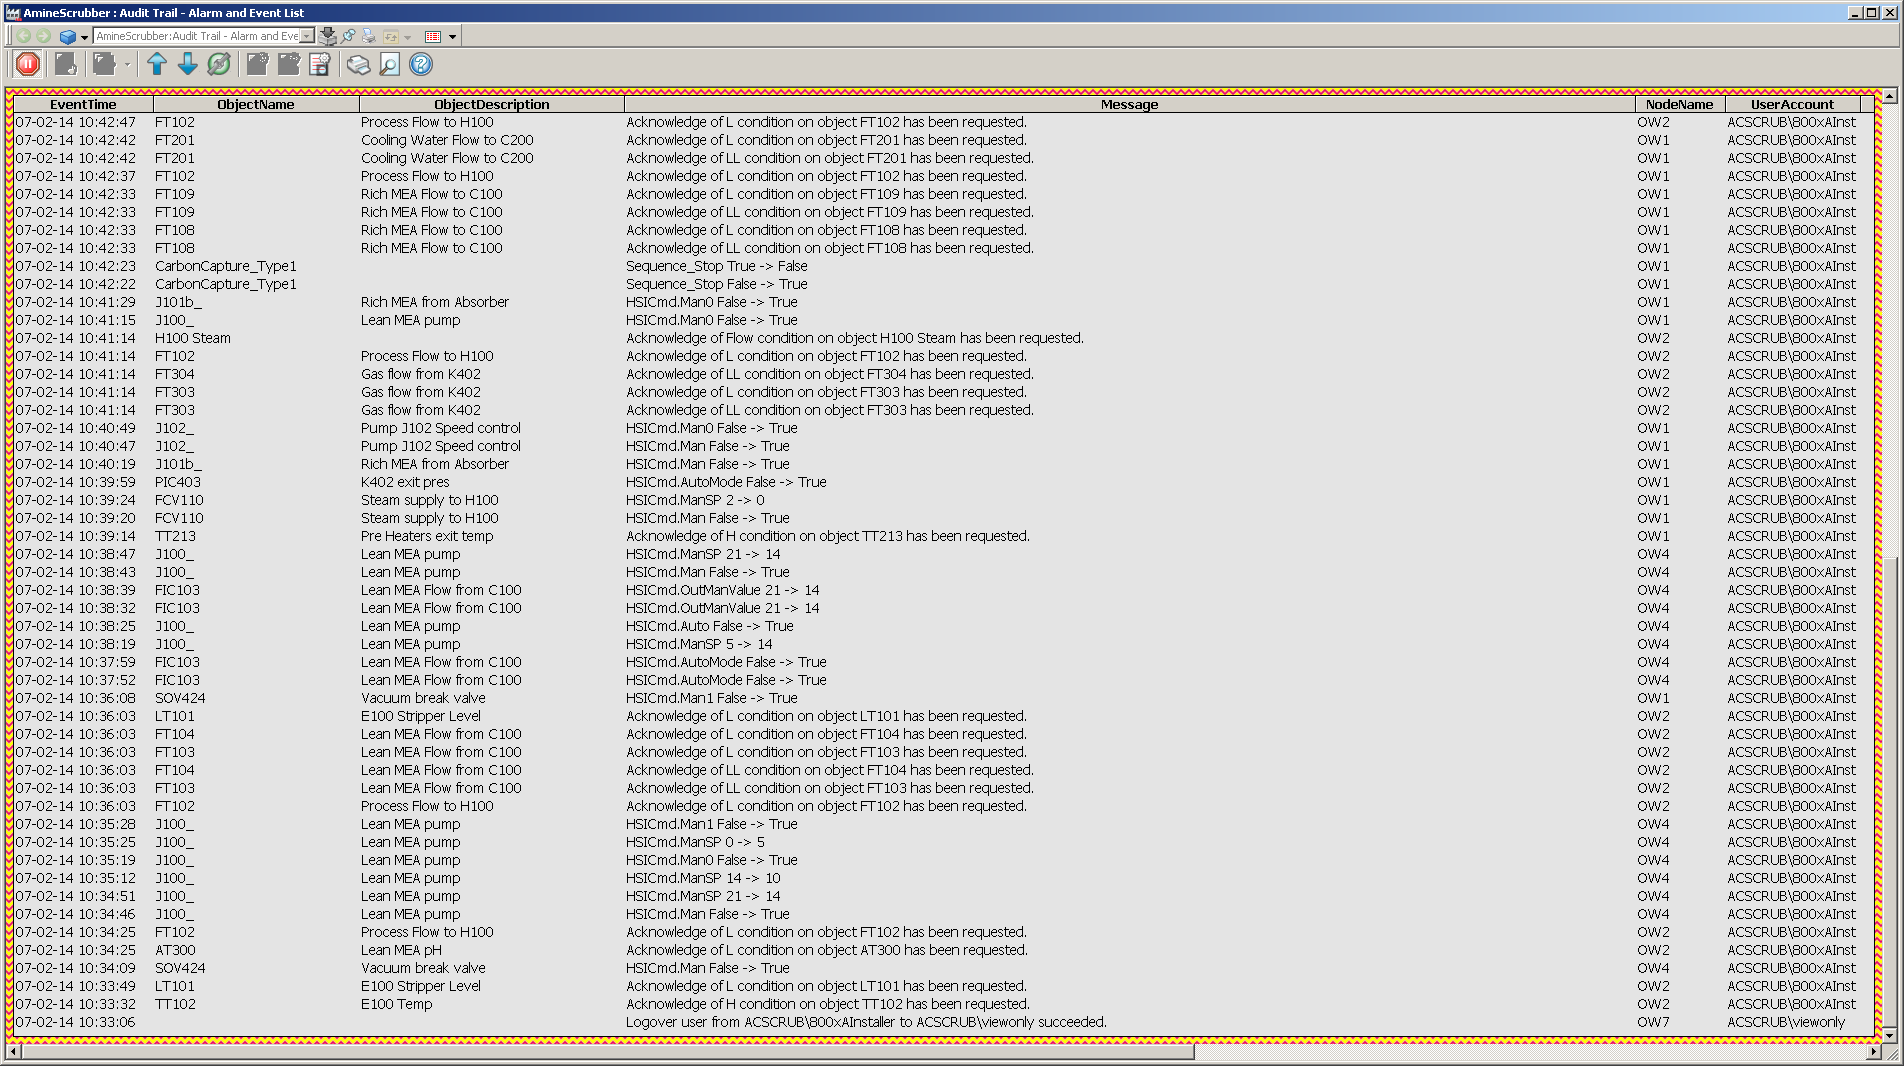 AmineScrubber : Audit Trail - Alarm and Event List
AmineScrubber:Audit Trail - Alarm and Eve
EventTime ObjectName ObjectDescription Message NodeName UserAccount
07-02-14 10:42:47 FT102 Process Flow to H100 Acknowledge of L condition on object FT102 has been requested. OW2 ACSCRUB\800xAInst
07-02-14 10:42:42 FT201 Cooling Water Flow to C200 Acknowledge of L condition on object FT201 has been requested. OW1 ACSCRUB\800xAInst
07-02-14 10:42:42 FT201 Cooling Water Flow to C200 Acknowledge of LL condition on object FT201 has been requested. OW1 ACSCRUB\800xAInst
07-02-14 10:42:37 FT102 Process Flow to H100 Acknowledge of L condition on object FT102 has been requested. OW1 ACSCRUB\800xAInst
07-02-14 10:42:33 FT109 Rich MEA Flow to C100 Acknowledge of L condition on object FT109 has been requested. OW1 ACSCRUB\800xAInst
07-02-14 10:42:33 FT109 Rich MEA Flow to C100 Acknowledge of LL condition on object FT109 has been requested. OW1 ACSCRUB\800xAInst
07-02-14 10:42:33 FT108 Rich MEA Flow to C100 Acknowledge of L condition on object FT108 has been requested. OW1 ACSCRUB\800xAInst
07-02-14 10:42:33 FT108 Rich MEA Flow to C100 Acknowledge of LL condition on object FT108 has been requested. OW1 ACSCRUB\800xAInst
07-02-14 10:42:23 CarbonCapture_Type1 Sequence_Stop True -> False OW1 ACSCRUB\800xAInst
07-02-14 10:42:22 CarbonCapture_Type1 Sequence_Stop False -> True OW1 ACSCRUB\800xAInst
07-02-14 10:41:29 J101b_ Rich MEA from Absorber HSICmd.Man0 False -> True OW1 ACSCRUB\800xAInst
07-02-14 10:41:15 J100_ Lean MEA pump HSICmd.Man0 False -> True OW1 ACSCRUB\800xAInst
07-02-14 10:41:14 H100 Steam Acknowledge of Flow condition on object H100 Steam has been requested. OW2 ACSCRUB\800xAInst
07-02-14 10:41:14 FT102 Process Flow to H100 Acknowledge of L condition on object FT102 has been requested. OW2 ACSCRUB\800xAInst
07-02-14 10:41:14 FT304 Gas flow from K402 Acknowledge of LL condition on object FT304 has been requested. OW2 ACSCRUB\800xAInst
07-02-14 10:41:14 FT303 Gas flow from K402 Acknowledge of L condition on object FT303 has been requested. OW2 ACSCRUB\800xAInst
07-02-14 10:41:14 FT303 Gas flow from K402 Acknowledge of LL condition on object FT303 has been requested. OW2 ACSCRUB\800xAInst
07-02-14 10:40:49 J102_ Pump J102 Speed control HSICmd.Man0 False -> True OW1 ACSCRUB\800xAInst
07-02-14 10:40:47 J102_ Pump J102 Speed control HSICmd.Man False -> True OW1 ACSCRUB\800xAInst
07-02-14 10:40:19 J101b_ Rich MEA from Absorber HSICmd.Man False -> True OW1 ACSCRUB\800xAInst
07-02-14 10:39:59 PIC403 K402 exit pres HSICmd.AutoMode False -> True OW1 ACSCRUB\800xAInst
07-02-14 10:39:24 FCV110 Steam supply to H100 HSICmd.ManSP 2 -> 0 OW1 ACSCRUB\800xAInst
07-02-14 10:39:20 FCV110 Steam supply to H100 HSICmd.Man False -> True OW1 ACSCRUB\800xAInst
07-02-14 10:39:14 TT213 Pre Heaters exit temp Acknowledge of H condition on object TT213 has been requested. OW1 ACSCRUB\800xAInst
07-02-14 10:38:47 J100_ Lean MEA pump HSICmd.ManSP 21 -> 14 OW4 ACSCRUB\800xAInst
07-02-14 10:38:43 J100_ Lean MEA pump HSICmd.Man False -> True OW4 ACSCRUB\800xAInst
07-02-14 10:38:39 FIC103 Lean MEA Flow from C100 HSICmd.OutManValue 21 -> 14 OW4 ACSCRUB\800xAInst
07-02-14 10:38:32 FIC103 Lean MEA Flow from C100 HSICmd.OutManValue 21 -> 14 OW4 ACSCRUB\800xAInst
07-02-14 10:38:25 J100_ Lean MEA pump HSICmd.Auto False -> True OW4 ACSCRUB\800xAInst
07-02-14 10:38:19 J100_ Lean MEA pump HSICmd.ManSP 5 -> 14 OW4 ACSCRUB\800xAInst
07-02-14 10:37:59 FIC103 Lean MEA Flow from C100 HSICmd.AutoMode False -> True OW4 ACSCRUB\800xAInst
07-02-14 10:37:52 FIC103 Lean MEA Flow from C100 HSICmd.AutoMode False -> True OW4 ACSCRUB\800xAInst
07-02-14 10:36:08 SOV424 Vacuum break valve HSICmd.Man1 False -> True OW1 ACSCRUB\800xAInst
07-02-14 10:36:03 LT101 E100 Stripper Level Acknowledge of L condition on object LT101 has been requested. OW2 ACSCRUB\800xAInst
07-02-14 10:36:03 FT104 Lean MEA Flow from C100 Acknowledge of L condition on object FT104 has been requested. OW2 ACSCRUB\800xAInst
07-02-14 10:36:03 FT103 Lean MEA Flow from C100 Acknowledge of L condition on object FT103 has been requested. OW2 ACSCRUB\800xAInst
07-02-14 10:36:03 FT104 Lean MEA Flow from C100 Acknowledge of LL condition on object FT104 has been requested. OW2 ACSCRUB\800xAInst
07-02-14 10:36:03 FT103 Lean MEA Flow from C100 Acknowledge of LL condition on object FT103 has been requested. OW2 ACSCRUB\800xAInst
07-02-14 10:36:03 FT102 Process Flow to H100 Acknowledge of L condition on object FT102 has been requested. OW2 ACSCRUB\800xAInst
07-02-14 10:35:28 J100_ Lean MEA pump HSICmd.Man1 False -> True OW4 ACSCRUB\800xAInst
07-02-14 10:35:25 J100_ Lean MEA pump HSICmd.ManSP 0 -> 5 OW4 ACSCRUB\800xAInst
07-02-14 10:35:19 J100_ Lean MEA pump HSICmd.Man0 False -> True OW4 ACSCRUB\800xAInst
07-02-14 10:35:12 J100_ Lean MEA pump HSICmd.ManSP 14 -> 10 OW4 ACSCRUB\800xAInst
07-02-14 10:34:51 J100_ Lean MEA pump HSICmd.ManSP 21 -> 14 OW4 ACSCRUB\800xAInst
07-02-14 10:34:46 J100_ Lean MEA pump HSICmd.Man False -> True OW4 ACSCRUB\800xAInst
07-02-14 10:34:25 FT102 Process Flow to H100 Acknowledge of L condition on object FT102 has been requested. OW2 ACSCRUB\800xAInst
07-02-14 10:34:25 AT300 Lean MEA pH Acknowledge of L condition on object AT300 has been requested. OW2 ACSCRUB\800xAInst
07-02-14 10:34:09 SOV424 Vacuum break valve HSICmd.Man False -> True OW4 ACSCRUB\800xAInst
07-02-14 10:33:49 LT101 E100 Stripper Level Acknowledge of L condition on object LT101 has been requested. OW2 ACSCRUB\800xAInst
07-02-14 10:33:32 TT102 E100 Temp Acknowledge of H condition on object TT102 has been requested. OW2 ACSCRUB\800xAInst
07-02-14 10:33:06 Logover user from ACSCRUB\800xAInstaller to ACSCRUB\viewonly succeeded. OW7 ACSCRUB\viewonly